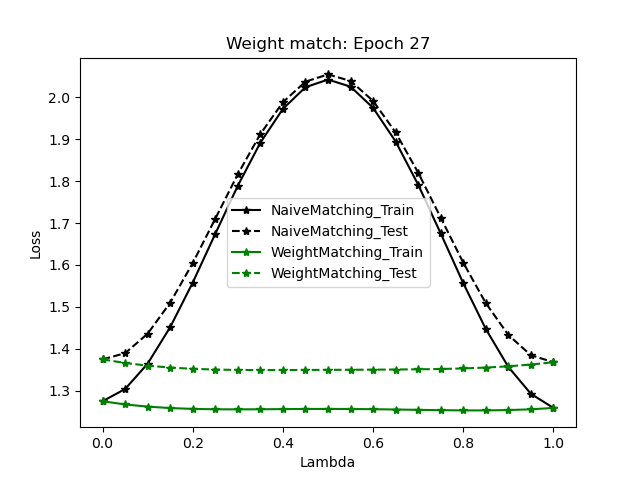 Weight match: Epoch 27
2.0
1.9
1.8
1.7
1.6
1.5
1.4
1.3
Loss
NaiveMatching_Train
NaiveMatching_Test
WeightMatching_Train
WeightMatching_Test
0.0 0.2 0.4 0.6 0.8 1.0
Lambda